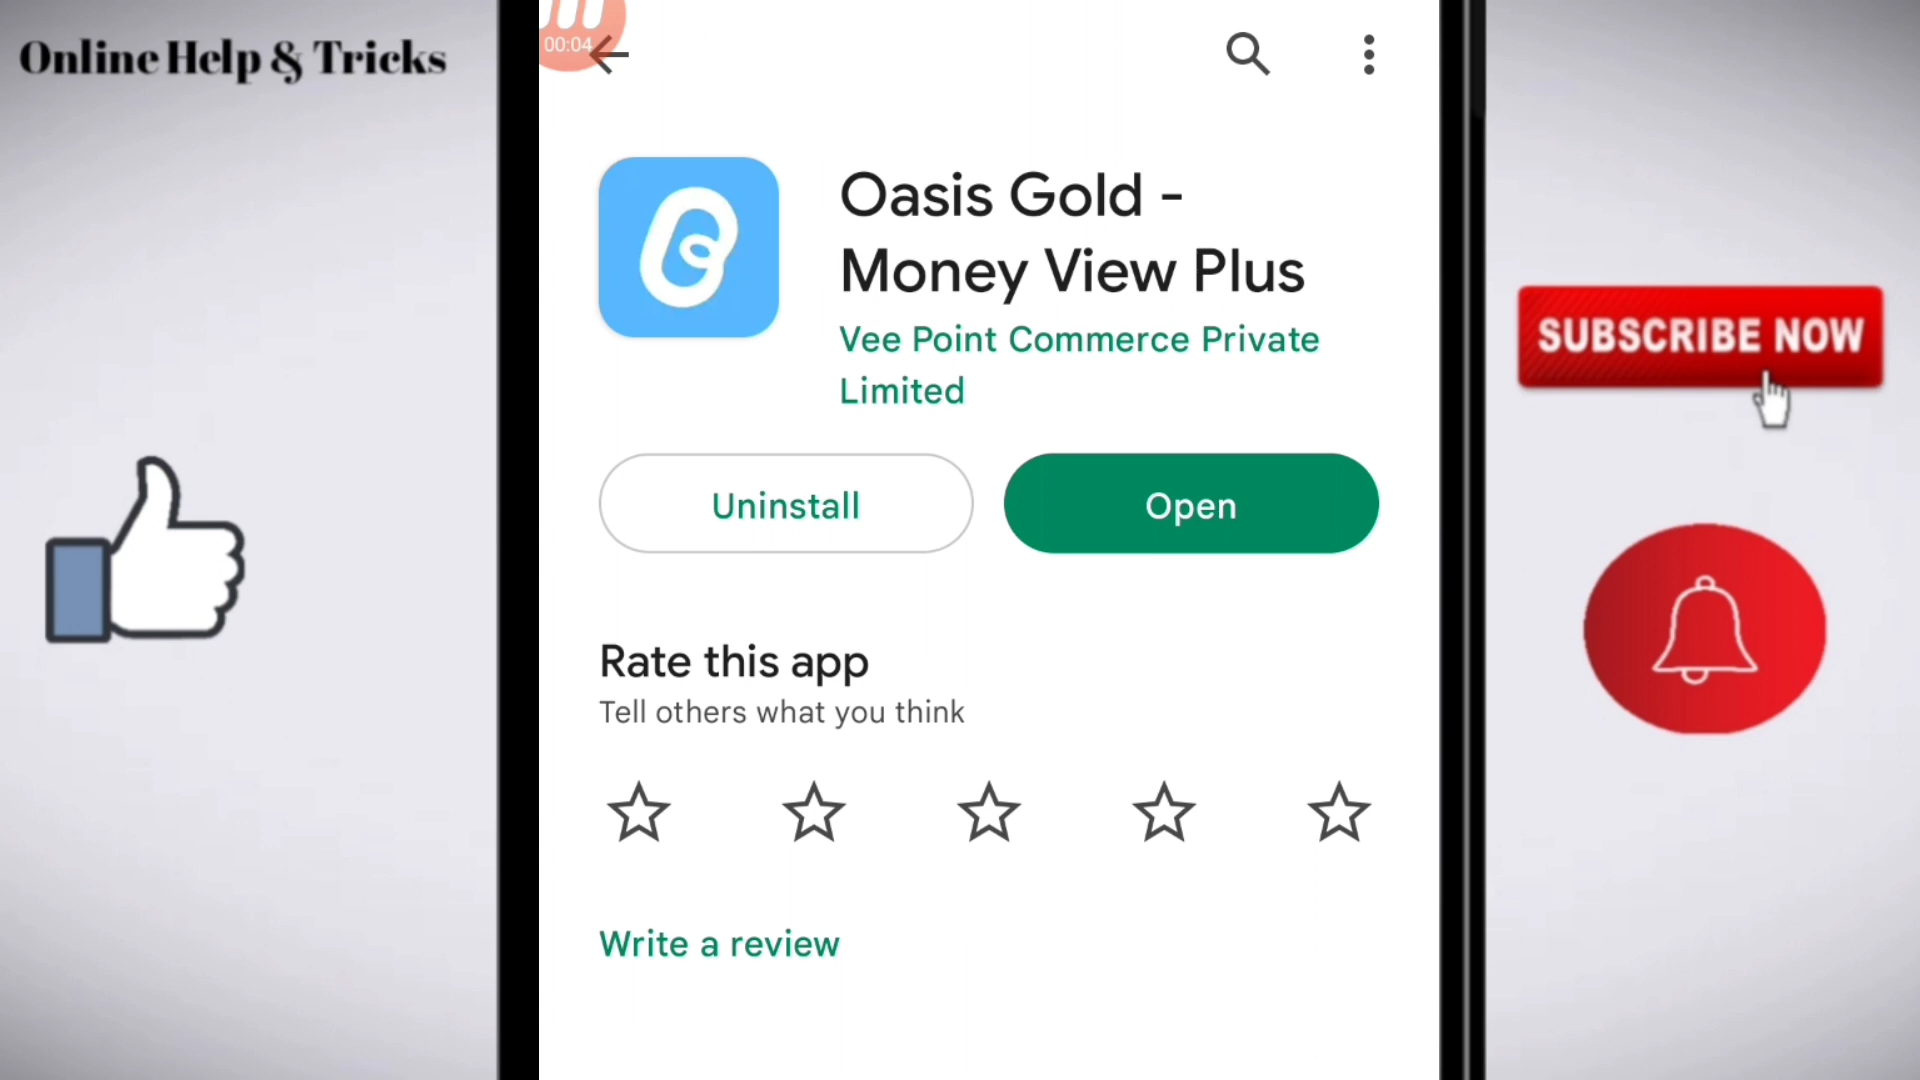 Online Help & Tricks
00:04
Oasis Gold -
Money View Plus
Vee Point Commerce Private
Limited
Uninstall
Open
Rate this app
Tell others what you think
Write a review
SUBSCRIBE NOW